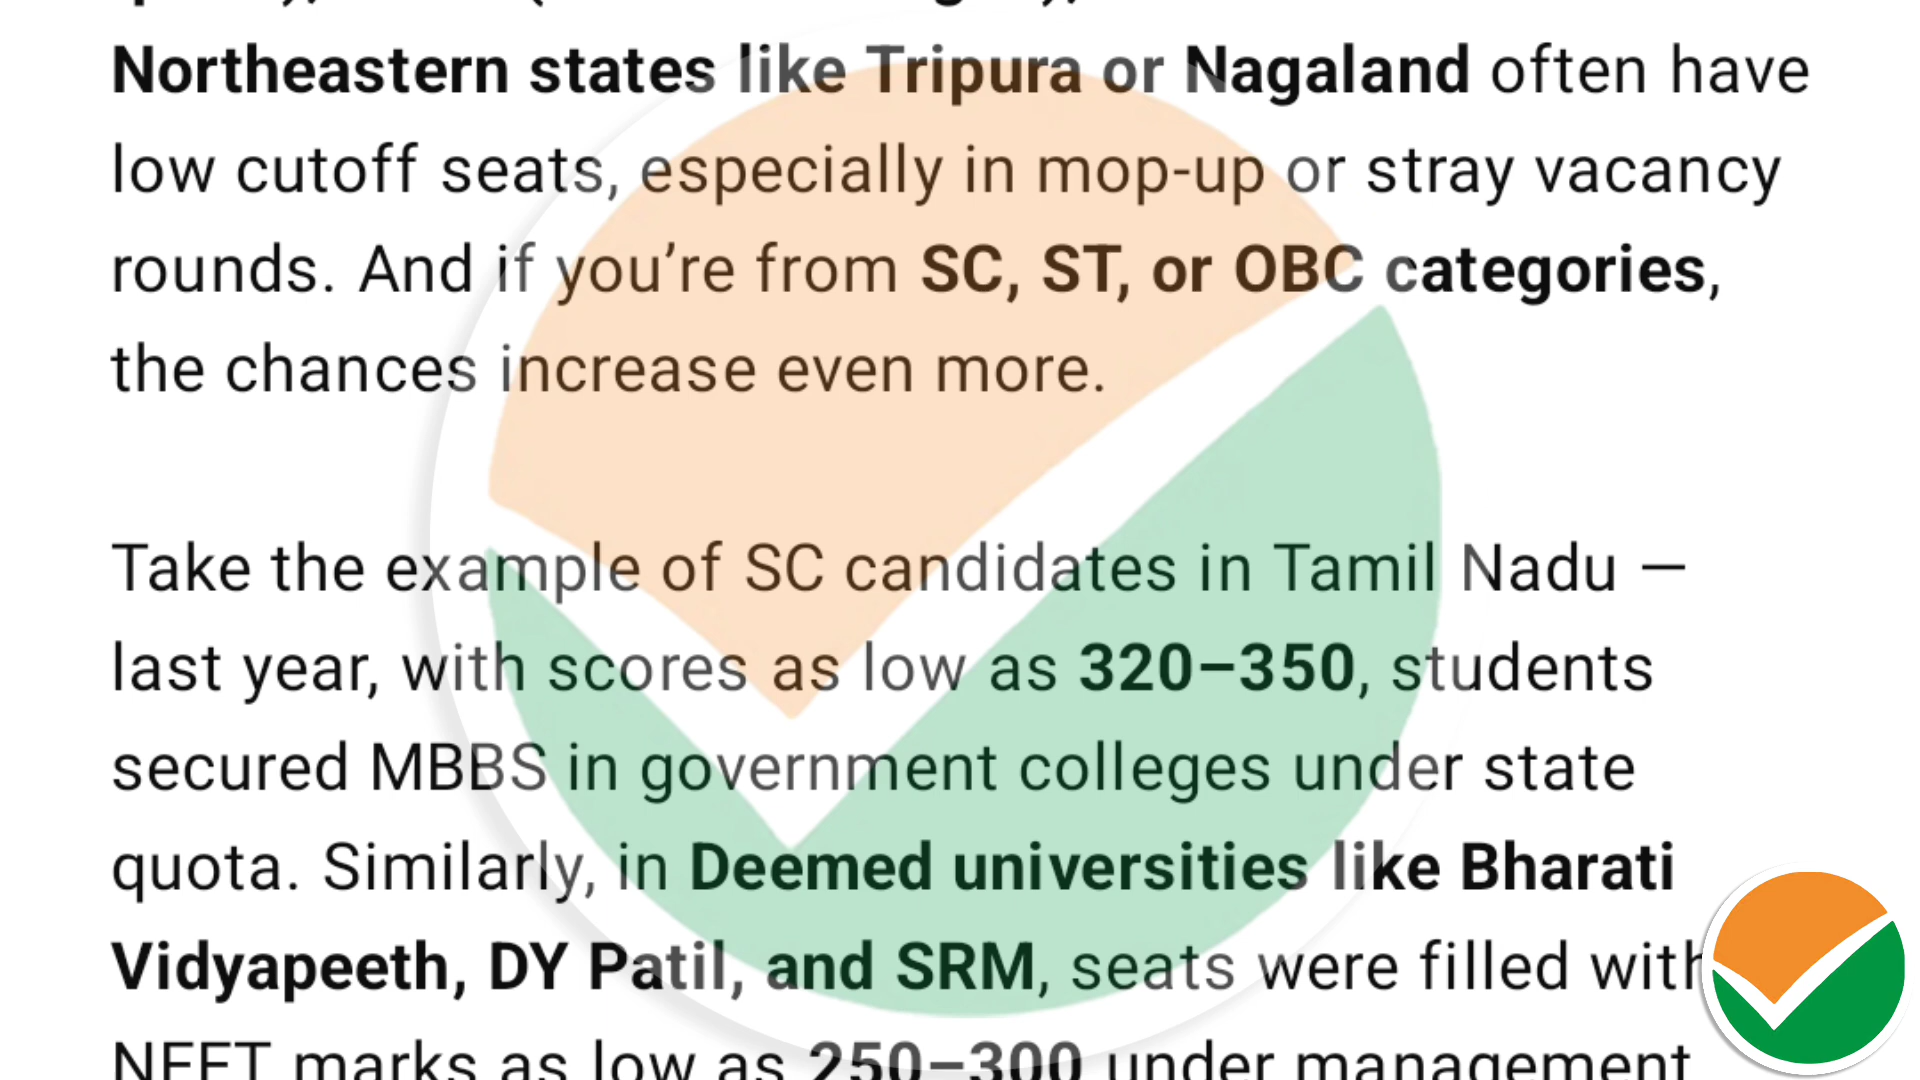 Northeastern states like Tripura or Nagaland often have
low cutoff seats, especially in mop-up or stray vacancy
rounds. And if you’re from SC, ST, or OBC categories,
the chances increase even more.
Take the example of SC candidates in Tamil Nadu —
last year, with scores as low as 320–350, students
secured MBBS in government colleges under state
quota. Similarly, in Deemed universities like Bharati
Vidyapeeth, DY Patil, and SRM, seats were filled with
NEET marks as low as 250–300 under management